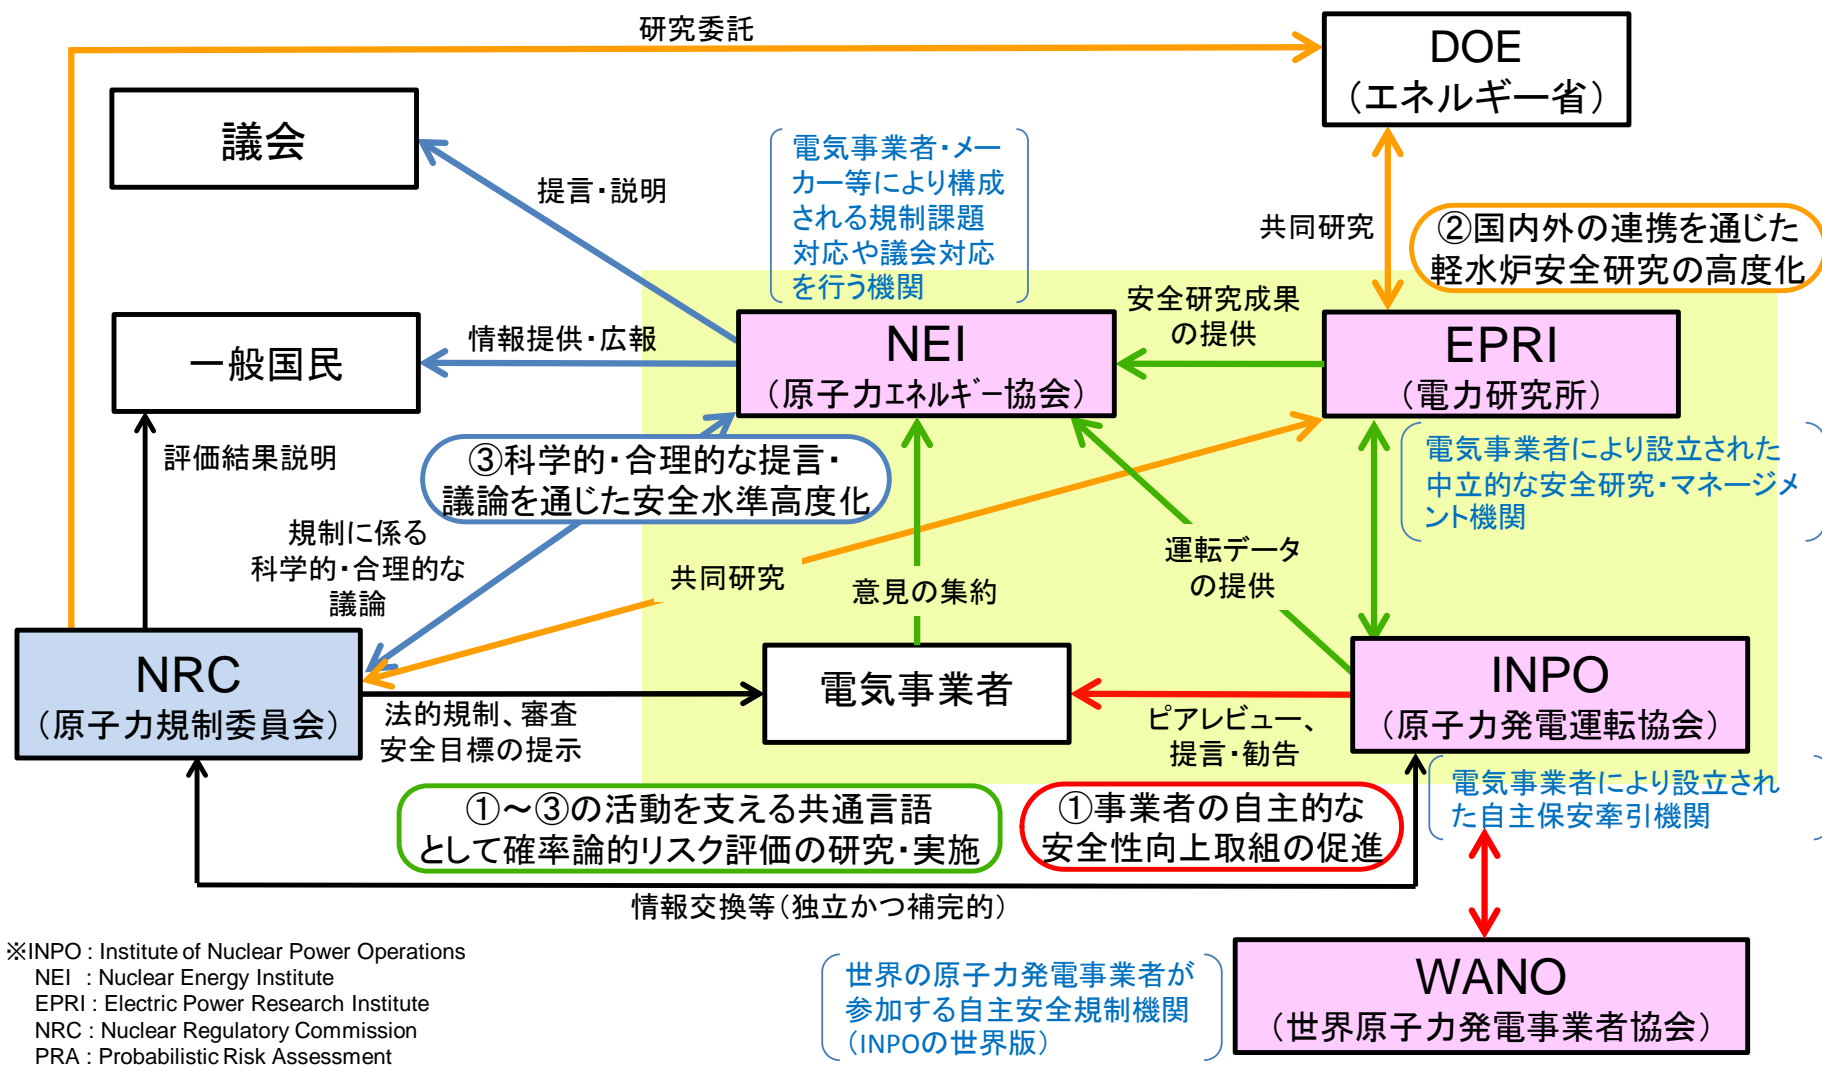 研究委託
DOE
（エネルギー省）
議会
電気事業者・メー
カー等により構成
される規制課題
対応や議会対応
を行う機関
提言・説明
共同研究
②国内外の連携を通じた
軽水炉安全研究の高度化
安全研究成果
の提供
NEI
（原子力エネルギー協会）
EPRI
（電力研究所）
情報提供・広報
一般国民
評価結果説明
③科学的・合理的な提言・
議論を通じた安全水準高度化
電気事業者により設立された
中立的な安全研究・マネージメ
ント機関
規制に係る
科学的・合理的な
議論
共同研究
意見の集約
運転データ
の提供
NRC
（原子力規制委員会）
電気事業者
INPO
（原子力発電運転協会）
法的規制、審査
安全目標の提示
ピアレビュー、
提言・勧告
①～③の活動を支える共通言語
として確率論的リスク評価の研究・実施
①事業者の自主的な
安全性向上取組の促進
電気事業者により設立され
た自主保安牽引機関
情報交換等（独立かつ補完的）
※INPO : Institute of Nuclear Power Operations
NEI : Nuclear Energy Institute
EPRI : Electric Power Research Institute
NRC : Nuclear Regulatory Commission
PRA : Probabilistic Risk Assessment
世界の原子力発電事業者が
参加する自主安全規制機関
（INPOの世界版）
WANO
（世界原子力発電事業者協会）